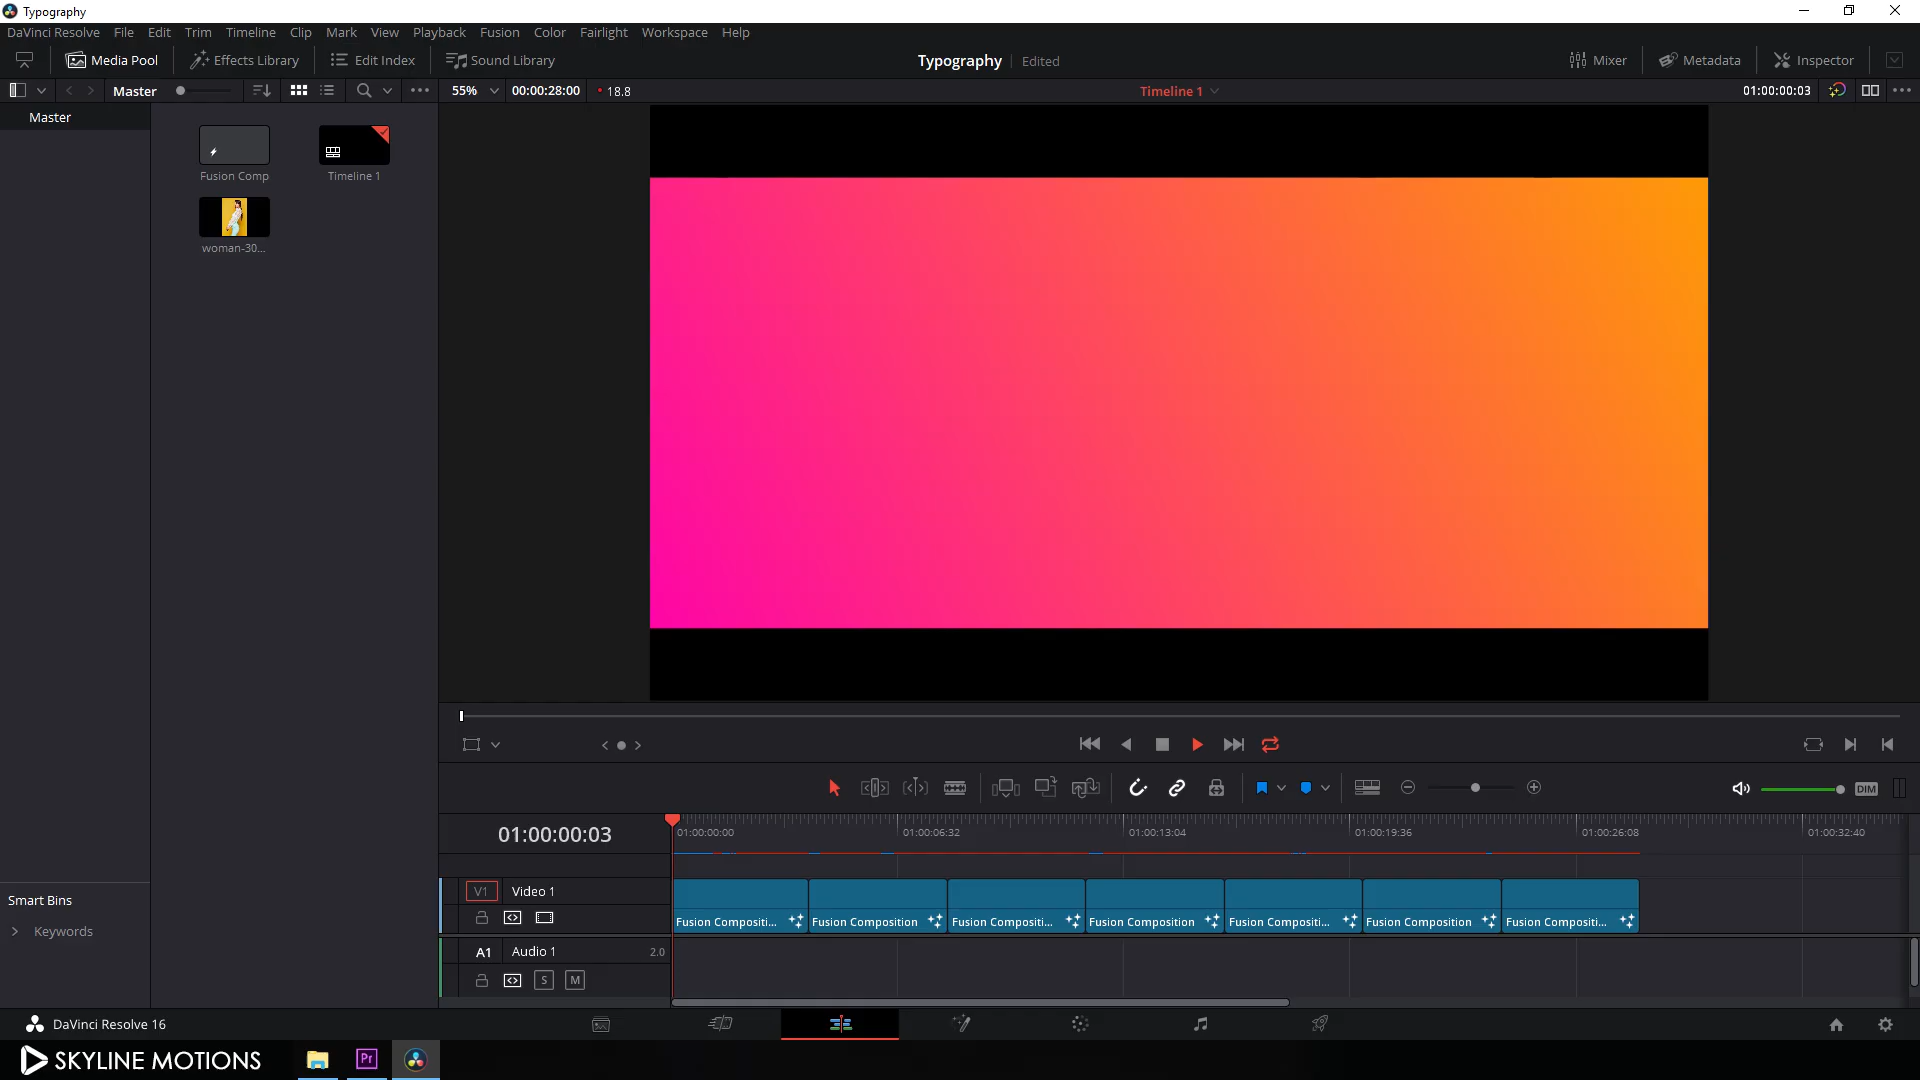 Typography
DaVinci Resolve File Edit Trim Timeline Clip Mark View Playback Fusion Color Fairlight Workspace Help
Media Pool Effects Library Edit Index Sound Library Typography Edited Mixer Metadata Inspector
Master 55% 00:00:28:00 18.8 Timeline 1 01:00:00:03
Master
Fusion Comp Timeline 1
woman-30...
DIM
01:00:00:03 01:00:00:00 01:00:06:32 01:00:13:04 01:00:19:36 01:00:26:08 01:00:32:40
V1 Video 1
Fusion Compositi... Fusion Composition Fusion Compositi... Fusion Composition Fusion Compositi... Fusion Composition Fusion Compositi...
A1 Audio 1 2.0
S M
Smart Bins
Keywords
DaVinci Resolve 16
SKYLINE MOTIONS Pr